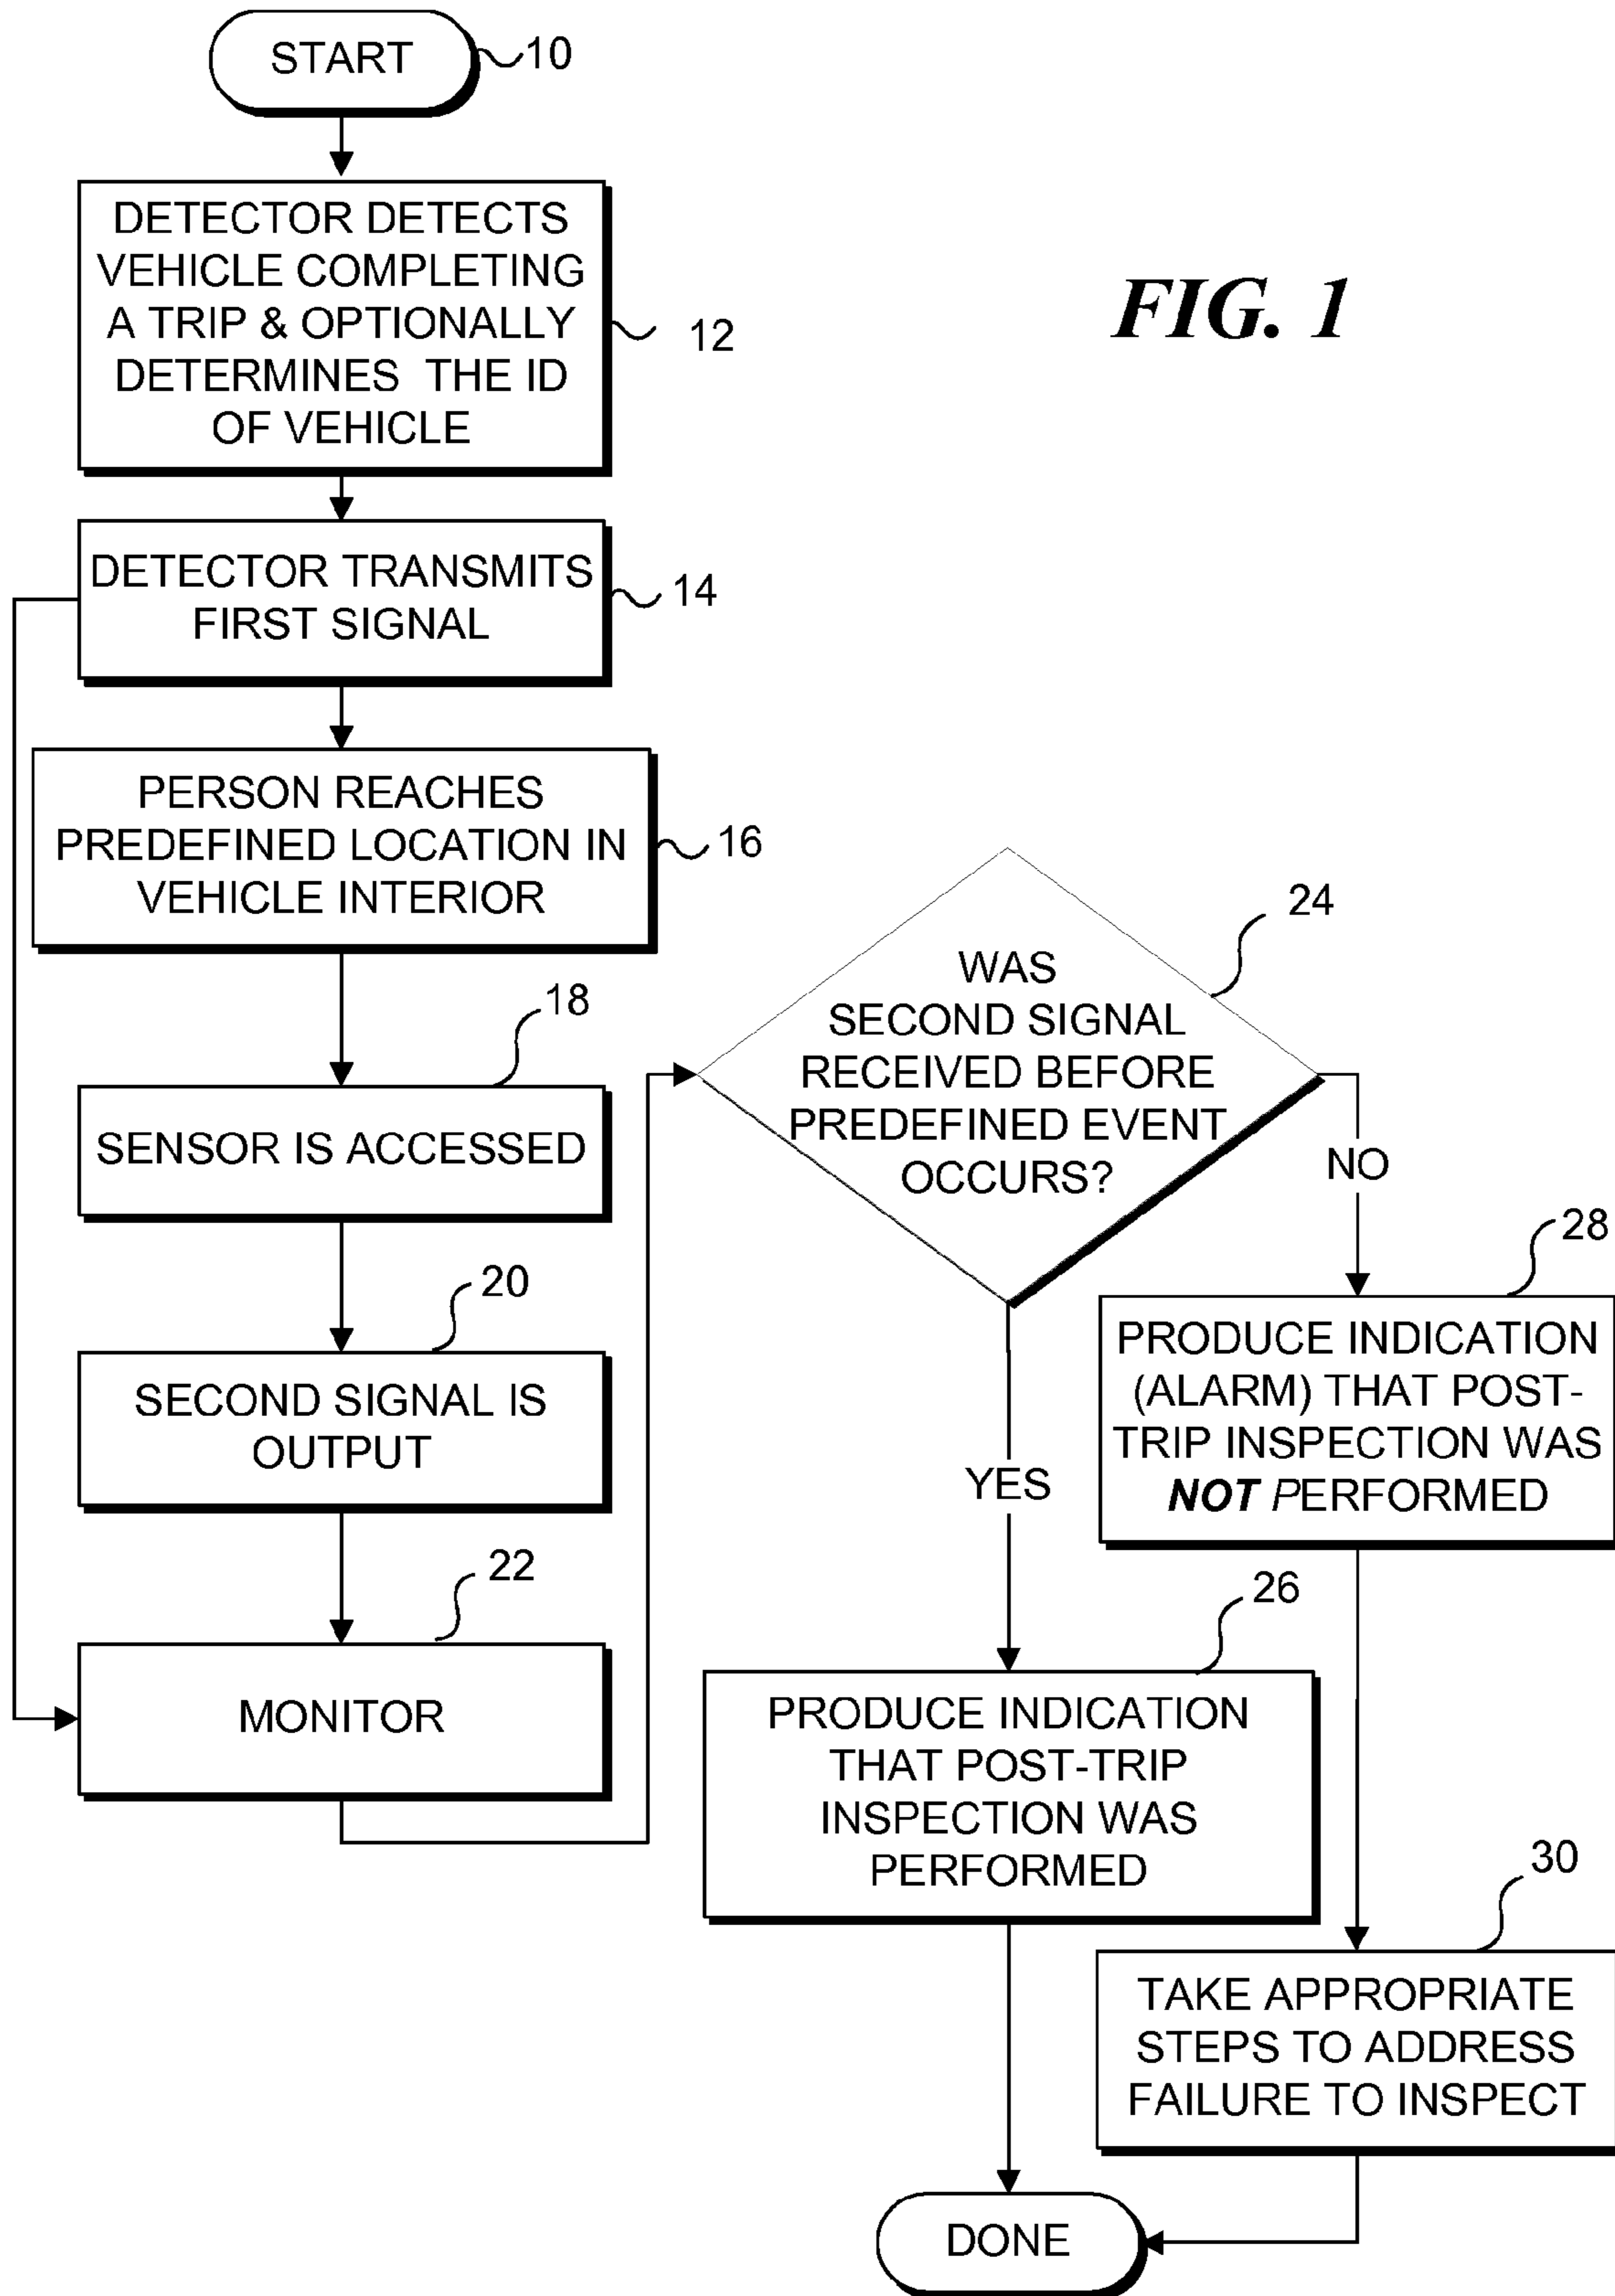 START
10
DETECTOR DETECTS
VEHICLE COMPLETING
A TRIP & OPTIONALLY
DETERMINES THE ID
OF VEHICLE
12
FIG. 1
DETECTOR TRANSMITS
FIRST SIGNAL
14
PERSON REACHES
PREDEFINED LOCATION IN
VEHICLE INTERIOR
16
18
SENSOR IS ACCESSED
20
SECOND SIGNAL IS
OUTPUT
22
MONITOR
24
WAS
SECOND SIGNAL
RECEIVED BEFORE
PREDEFINED EVENT
OCCURS?
NO
28
PRODUCE INDICATION
(ALARM) THAT POST-
TRIP INSPECTION WAS
NOT PERFORMED
YES
26
PRODUCE INDICATION
THAT POST-TRIP
INSPECTION WAS
PERFORMED
30
TAKE APPROPRIATE
STEPS TO ADDRESS
FAILURE TO INSPECT
DONE